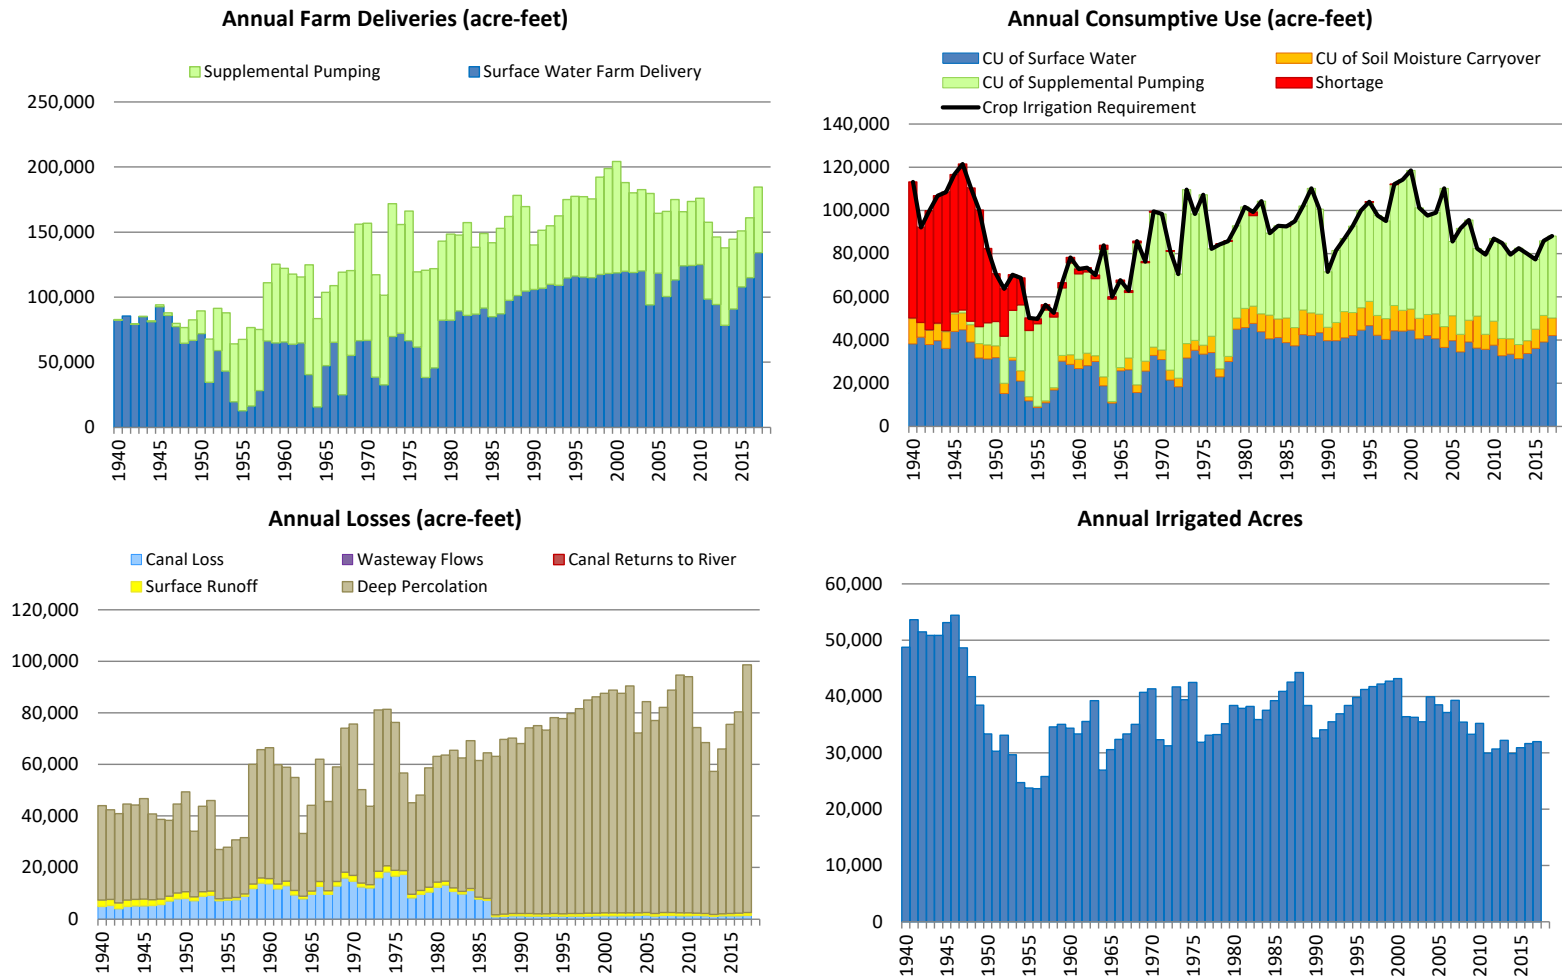 Annual Farm Deliveries (acre-feet)
Supplemental Pumping Surface Water Farm Delivery
250,000
200,000
150,000
100,000
50,000
0
1940 1945 1950 1955 1960 1965 1970 1975 1980 1985 1990 1995 2000 2005 2010 2015
Annual Consumptive Use (acre-feet)
CU of Surface Water CU of Soil Moisture Carryover
CU of Supplemental Pumping Shortage
Crop Irrigation Requirement
140,000
120,000
100,000
80,000
60,000
40,000
20,000
0
1940 1945 1950 1955 1960 1965 1970 1975 1980 1985 1990 1995 2000 2005 2010 2015
Annual Losses (acre-feet)
Canal Loss Wasteway Flows Canal Returns to River
Surface Runoff Deep Percolation
120,000
100,000
80,000
60,000
40,000
20,000
0
1940 1945 1950 1955 1960 1965 1970 1975 1980 1985 1990 1995 2000 2005 2010 2015
Annual Irrigated Acres
60,000
50,000
40,000
30,000
20,000
10,000
0
1940 1945 1950 1955 1960 1965 1970 1975 1980 1985 1990 1995 2000 2005 2010 2015